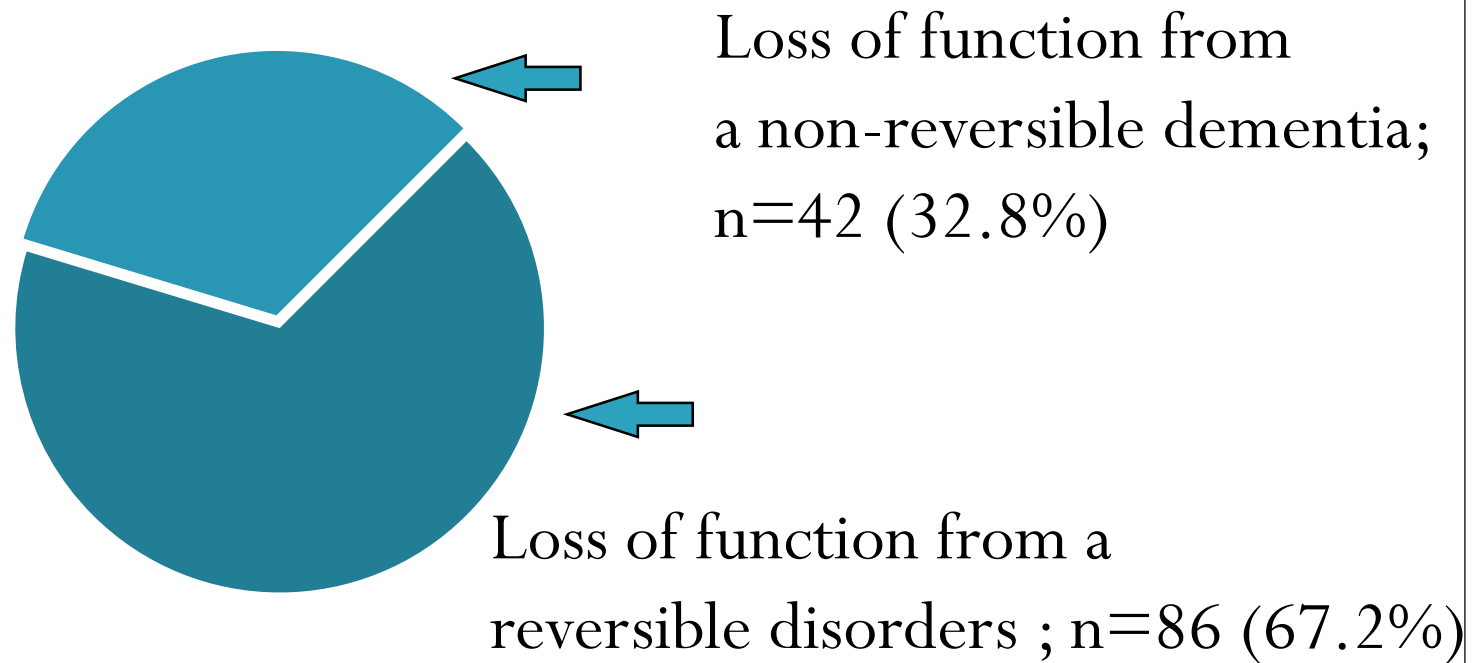 Loss of function from
a non-reversible dementia;
n=42 (32.8%)
Loss of function from a
reversible disorders ; n=86 (67.2%)